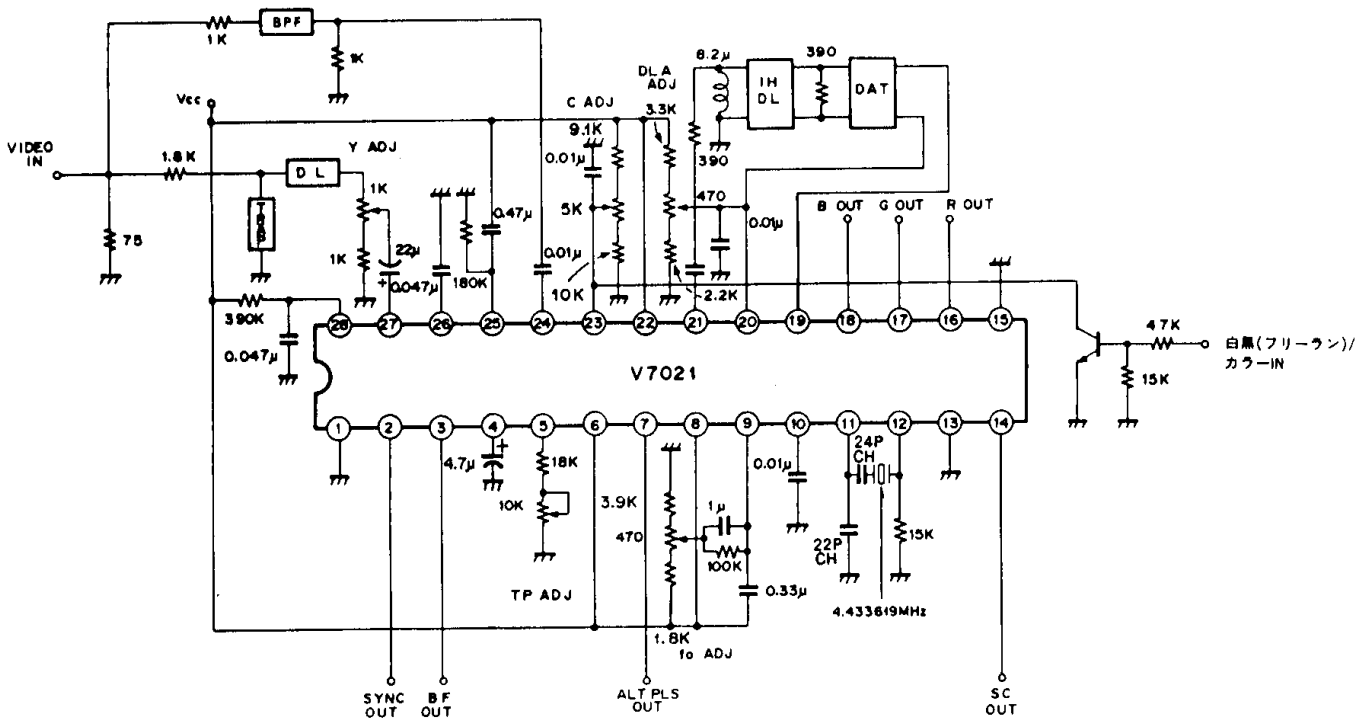 BPF
1K
1K
Vcc
VIDEO IN
1.8K
DL
Y ADJ
1K
1K
TRAP
75
22μ
+
0.047μ
180K
0.47μ
0.01μ
C ADJ
9.1K
0.01μ
5K
10K
DLA ADJ
3.3K
470
2.2K
390
8.2μ
1H DL
390
DAT
0.01μ
B OUT
G OUT
R OUT
390K
0.047μ
28
27
26
25
24
23
22
21
20
19
18
17
16
15
V7021
1
2
3
4
5
6
7
8
9
10
11
12
13
14
47K
15K
白黒(フリーラン)/
カラーIN
4.7μ
+
18K
10K
TP ADJ
3.9K
470
1.8K
fo ADJ
1μ
100K
0.33μ
0.01μ
24P CH
22P CH
15K
4.433619MHz
SYNC OUT
BF OUT
ALT PLS OUT
SC OUT